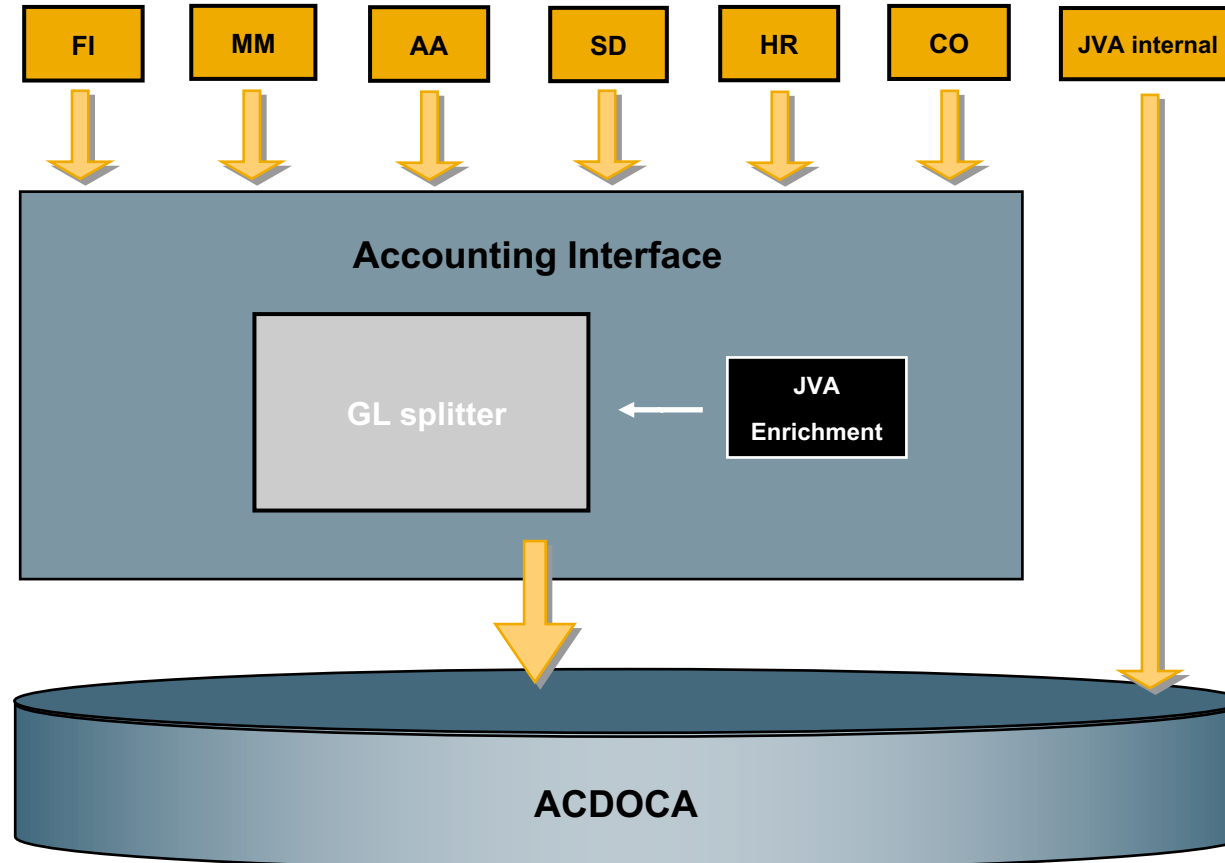 FI
MM
AA
SD
HR
CO
JVA internal
Accounting Interface
GL splitter
JVA
Enrichment
ACDOCA